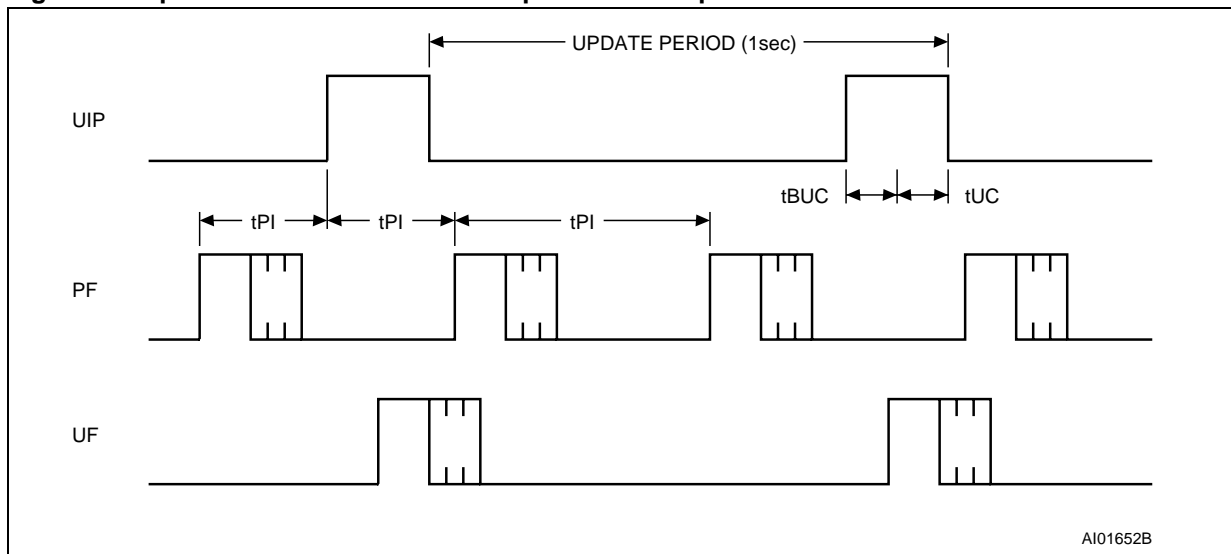 UPDATE PERIOD (1sec)
UIP
tBUC
tUC
tPI
tPI
tPI
PF
UF
AI01652B